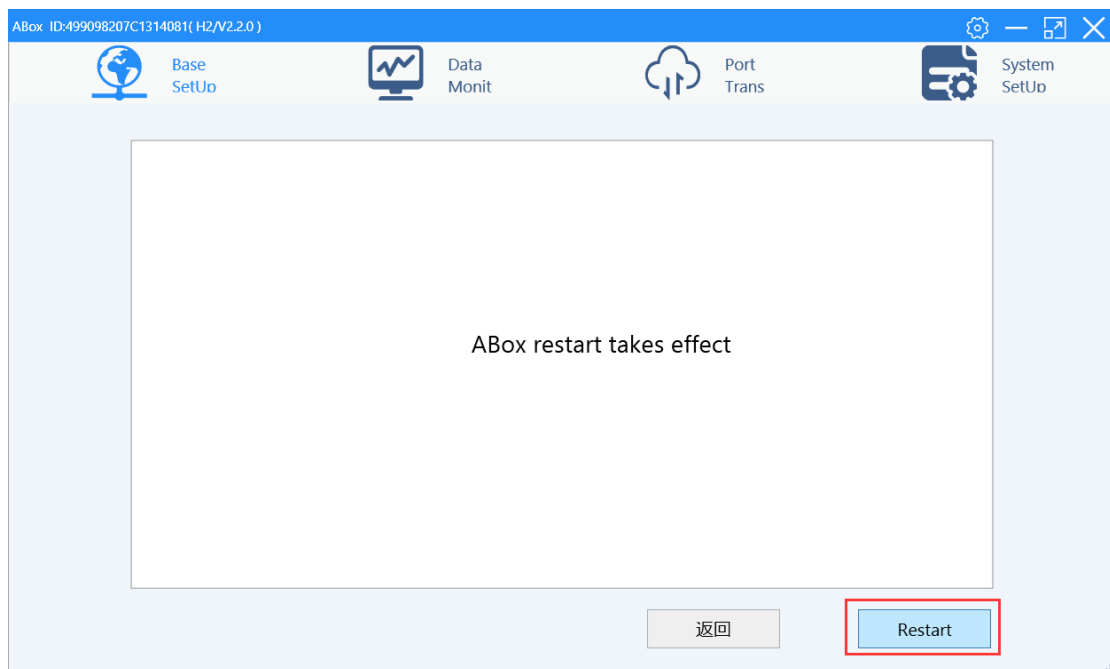 ABox ID:499098207C1314081( H2/V2.2.0 )
Base
SetUp
Data
Monit
Port
Trans
System
SetUp
ABox restart takes effect
返回
Restart